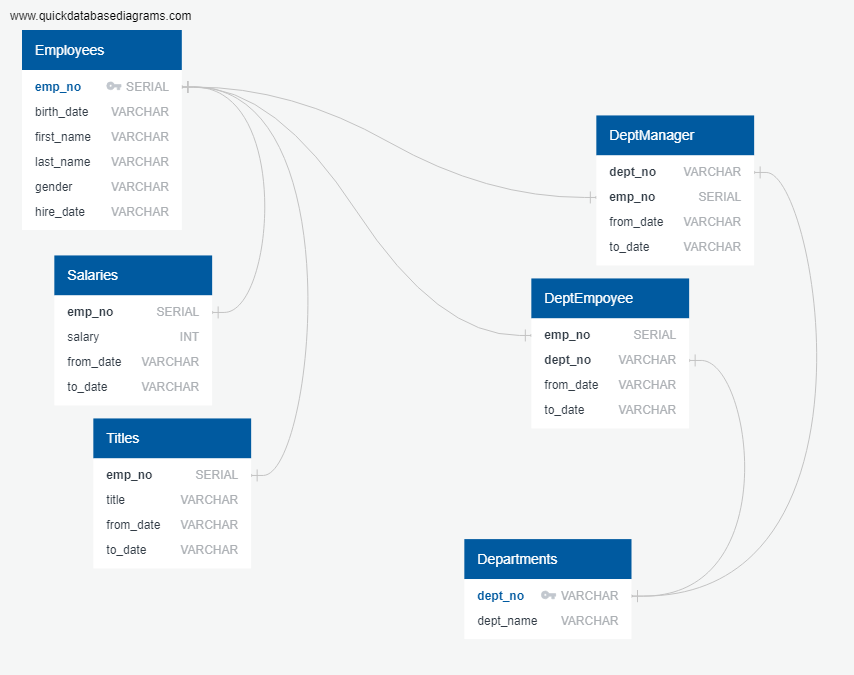 www.quickdatabasediagrams.com
Employees
emp_no SERIAL
birth_date VARCHAR
first_name VARCHAR
last_name VARCHAR
gender VARCHAR
hire_date VARCHAR
DeptManager
dept_no VARCHAR
emp_no SERIAL
from_date VARCHAR
to_date VARCHAR
Salaries
emp_no SERIAL
salary INT
from_date VARCHAR
to_date VARCHAR
DeptEmpoyee
emp_no SERIAL
dept_no VARCHAR
from_date VARCHAR
to_date VARCHAR
Titles
emp_no SERIAL
title VARCHAR
from_date VARCHAR
to_date VARCHAR
Departments
dept_no VARCHAR
dept_name VARCHAR